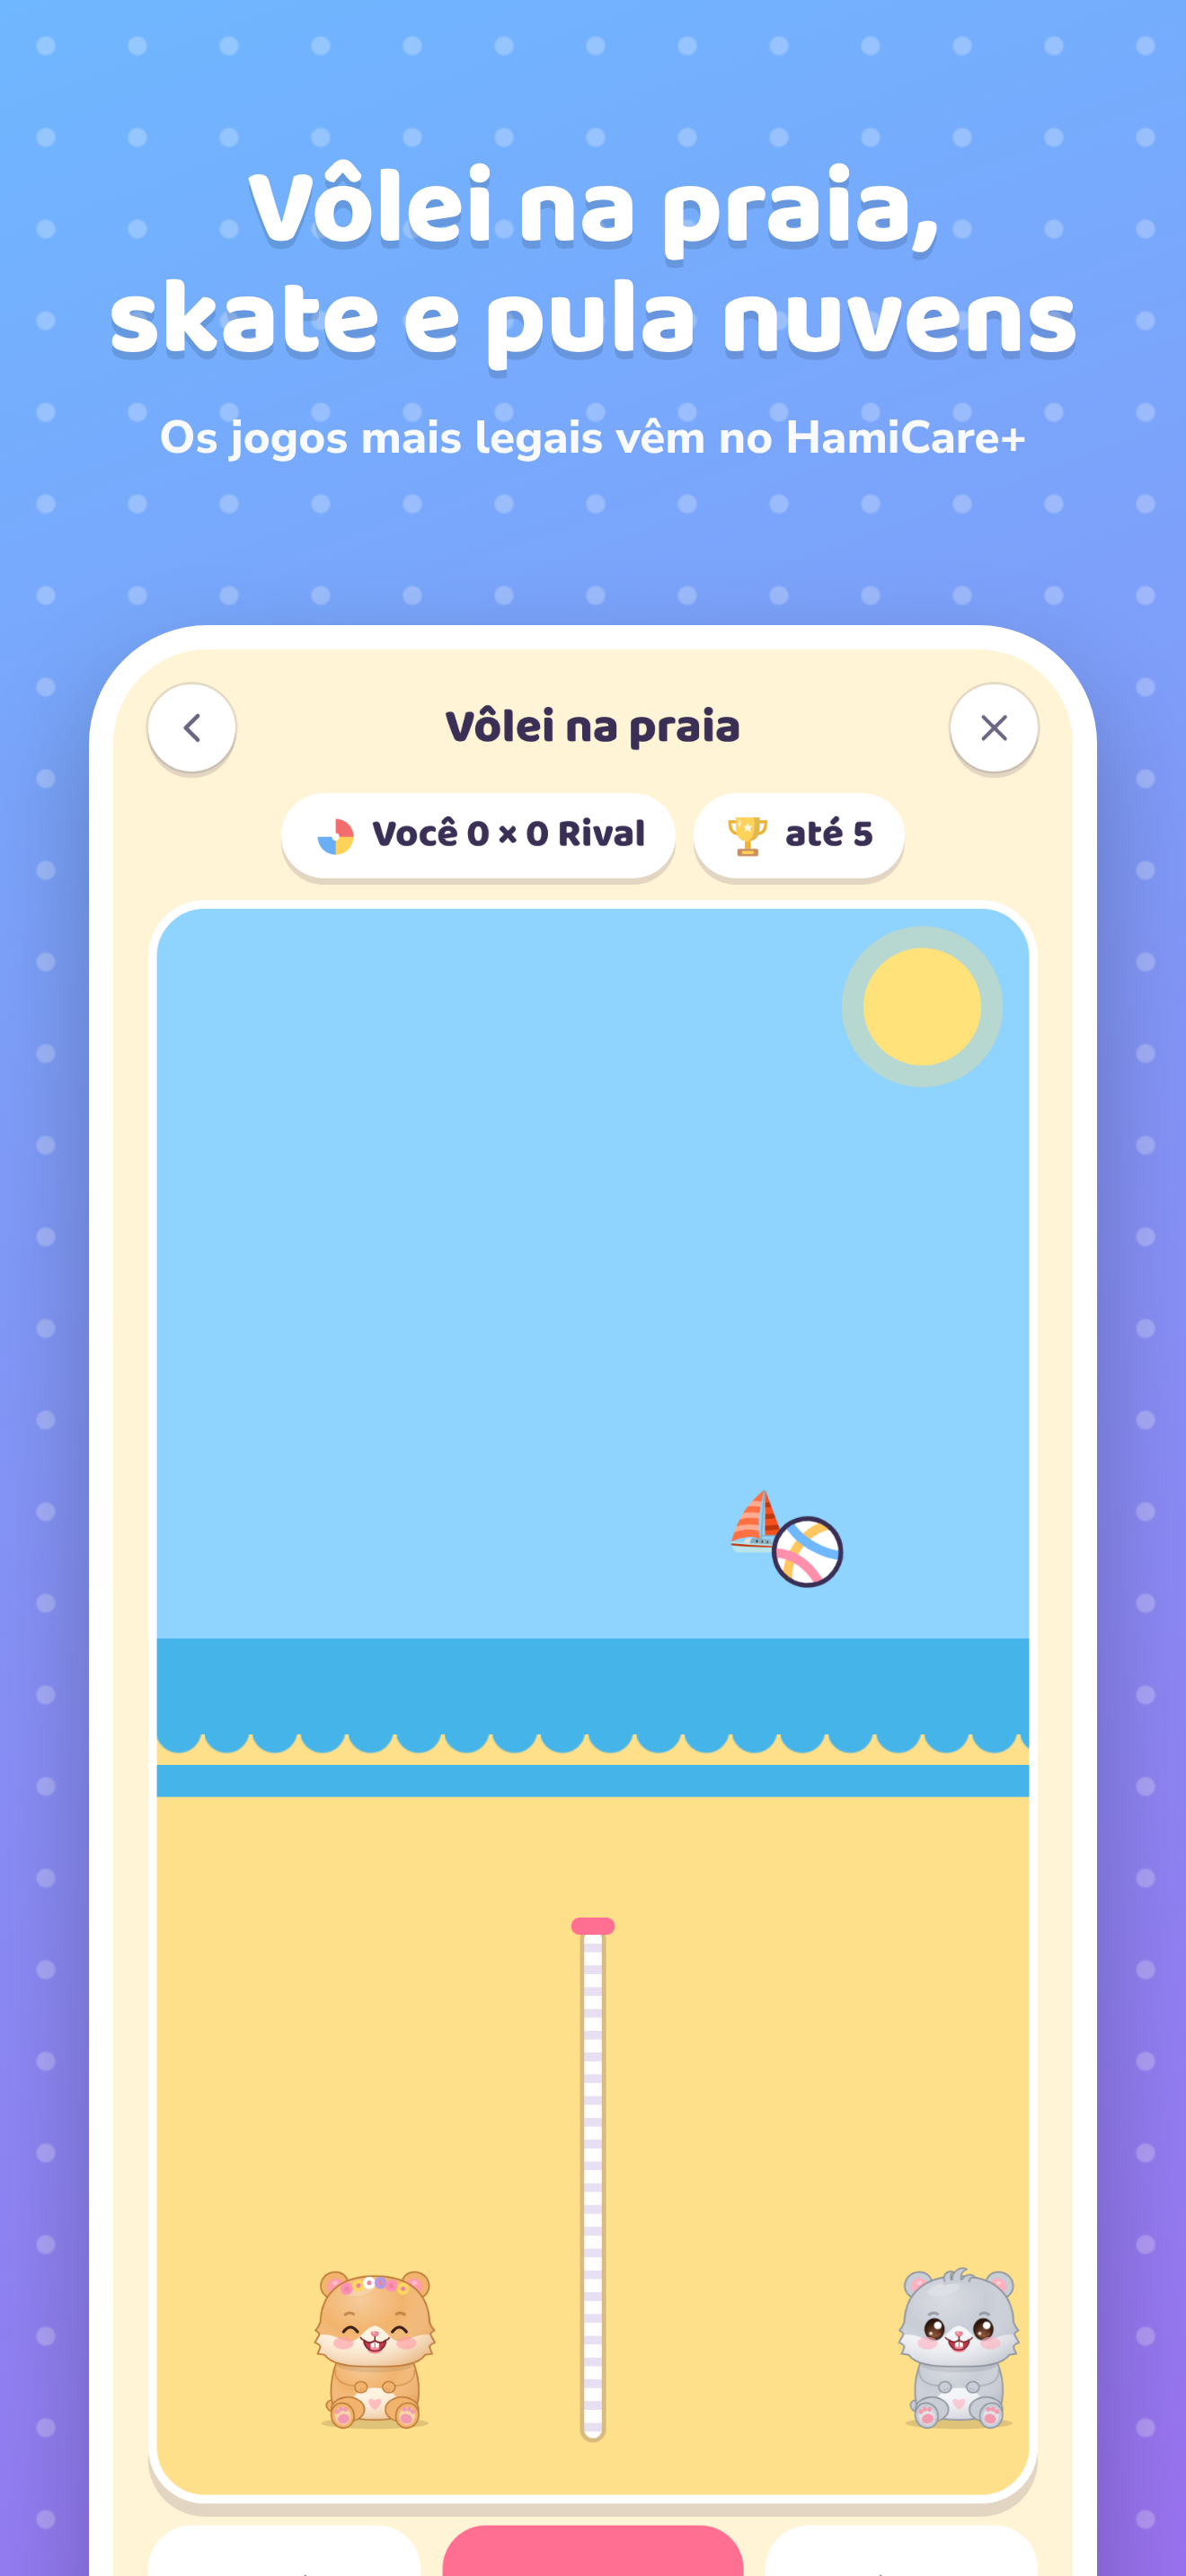 Vôlei na praia,
skate e pula nuvens
Os jogos mais legais vêm no HamiCare+
Vôlei na praia
Você 0 × 0 Rival
até 5